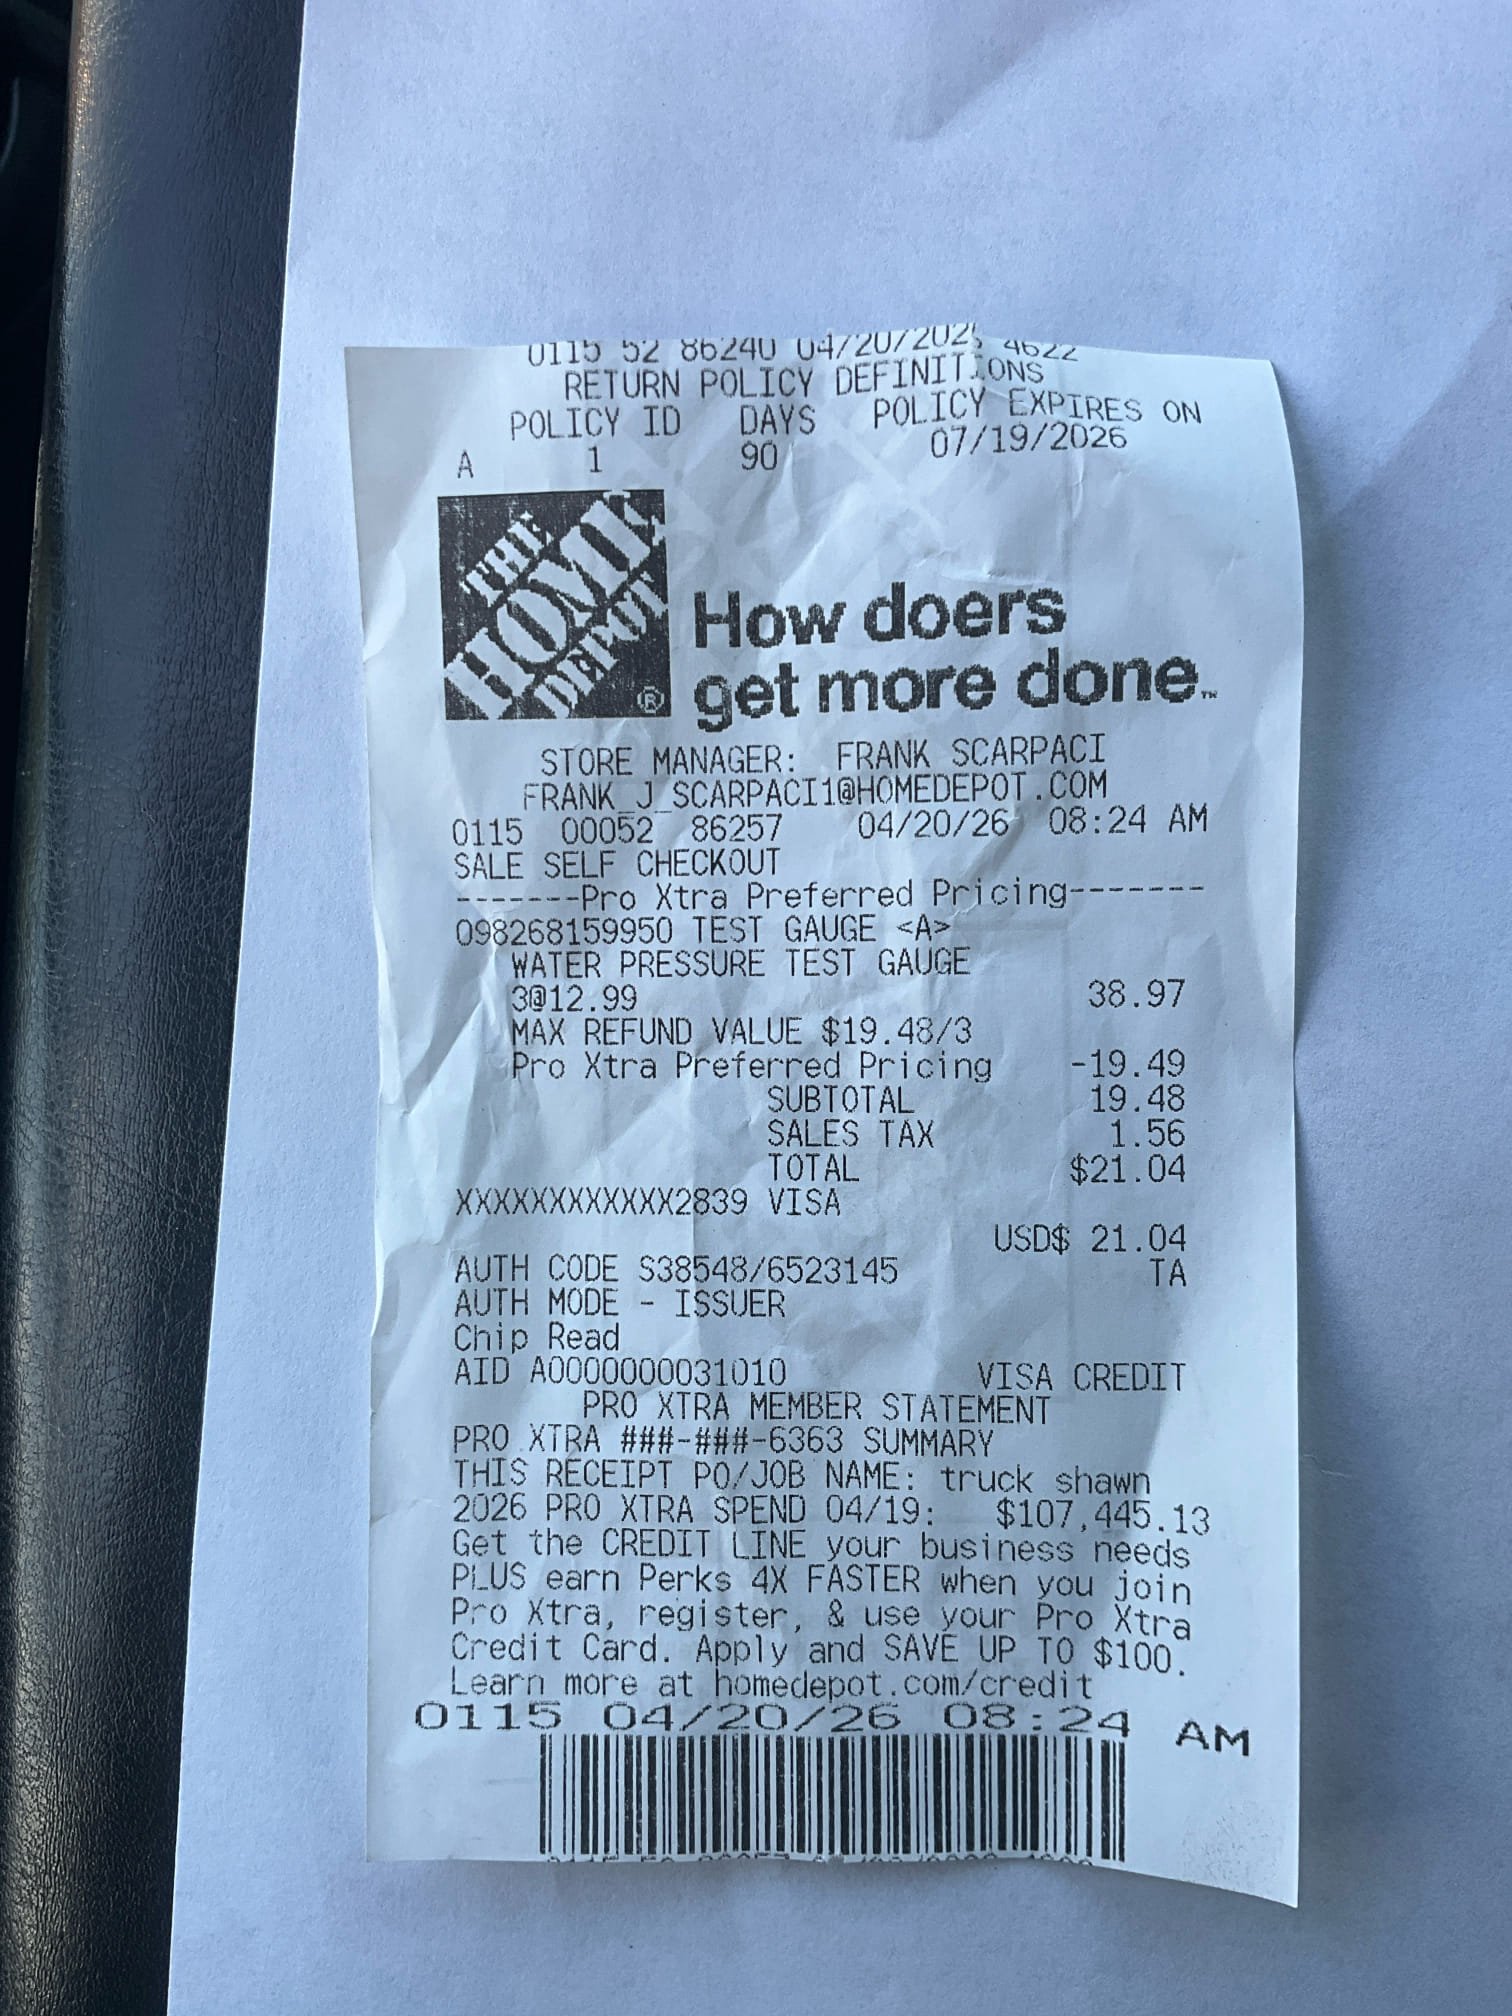 0115 52 86240 04/20/2026 4622
RETURN POLICY DEFINITIONS
POLICY ID DAYS POLICY EXPIRES ON
A 1 90 07/19/2026
THE HOME DEPOT ®
How doers
get more done.™
STORE MANAGER: FRANK SCARPACI
FRANK_J_SCARPACI1@HOMEDEPOT.COM
0115 00052 86257 04/20/26 08:24 AM
SALE SELF CHECKOUT
-------Pro Xtra Preferred Pricing-------
098268159950 TEST GAUGE <A>
WATER PRESSURE TEST GAUGE
3@12.99 38.97
MAX REFUND VALUE $19.48/3
Pro Xtra Preferred Pricing -19.49
SUBTOTAL 19.48
SALES TAX 1.56
TOTAL $21.04
XXXXXXXXXXXX2839 VISA
USD$ 21.04
AUTH CODE S38548/6523145 TA
AUTH MODE - ISSUER
Chip Read
AID A0000000031010 VISA CREDIT
PRO XTRA MEMBER STATEMENT
PRO XTRA ###-###-6363 SUMMARY
THIS RECEIPT PO/JOB NAME: truck shawn
2026 PRO XTRA SPEND 04/19: $107,445.13
Get the CREDIT LINE your business needs
PLUS earn Perks 4X FASTER when you join
Pro Xtra, register, & use your Pro Xtra
Credit Card. Apply and SAVE UP TO $100.
Learn more at homedepot.com/credit
0115 04/20/26 08:24 AM